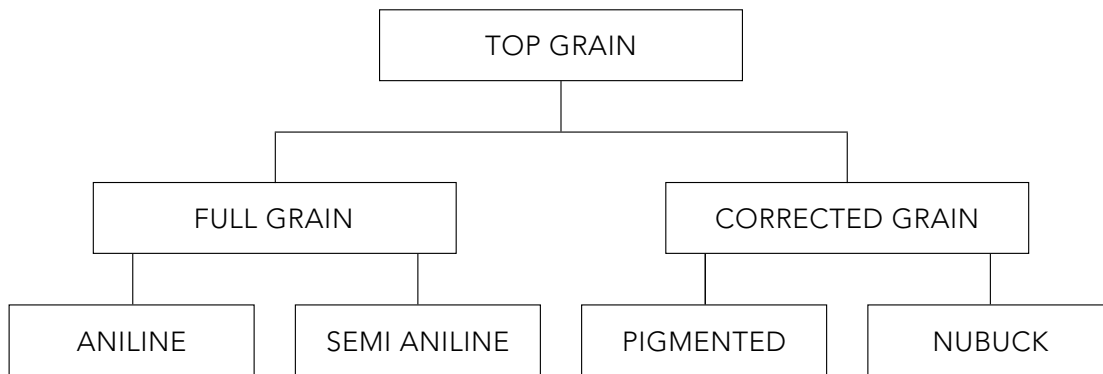 TOP GRAIN
FULL GRAIN
CORRECTED GRAIN
ANILINE
SEMI ANILINE
PIGMENTED
NUBUCK